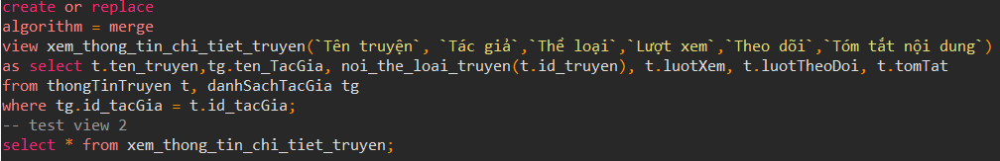 create or replace
algorithm = merge
view xem_thong_tin_chi_tiet_truyen(`Tên truyện`, `Tác giả`,`Thể loại`,`Lượt xem`,`Theo dõi`,`Tóm tắt nội dung`)
as select t.ten_truyen,tg.ten_TacGia, noi_the_loai_truyen(t.id_truyen), t.luotXem, t.luotTheoDoi, t.tomTat
from thongTinTruyen t, danhSachTacGia tg
where tg.id_tacGia = t.id_tacGia;
-- test view 2
select * from xem_thong_tin_chi_tiet_truyen;